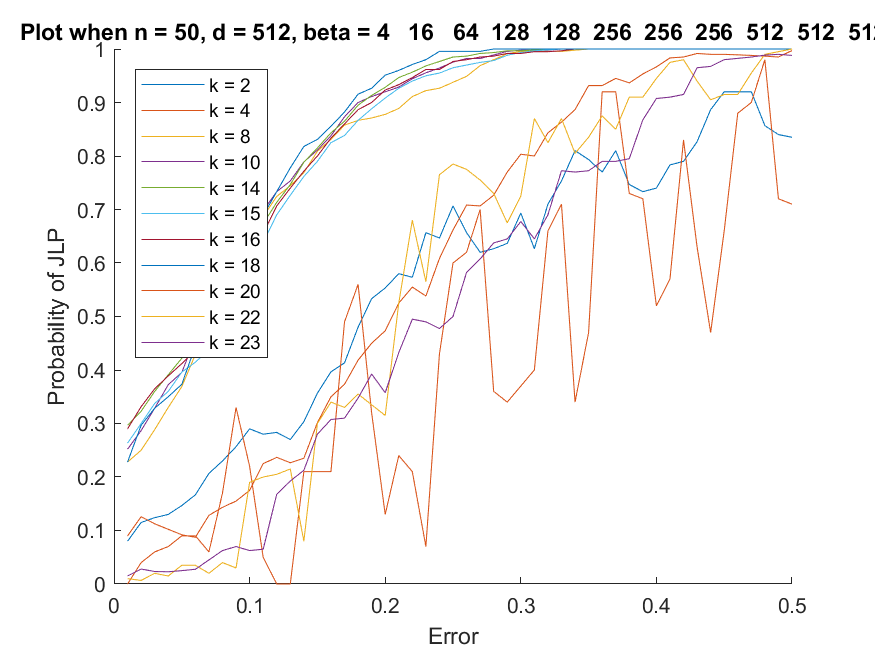 Plot when n = 50, d = 512, beta = 4 16 64 128 128 256 256 256 512 512
1
0.9
0.8
0.7
0.6
0.5
0.4
0.3
0.2
0.1
0
Probability of JLP
k = 2
k = 4
k = 8
k = 10
k = 14
k = 15
k = 16
k = 18
k = 20
k = 22
k = 23
0 0.1 0.2 0.3 0.4 0.5
Error